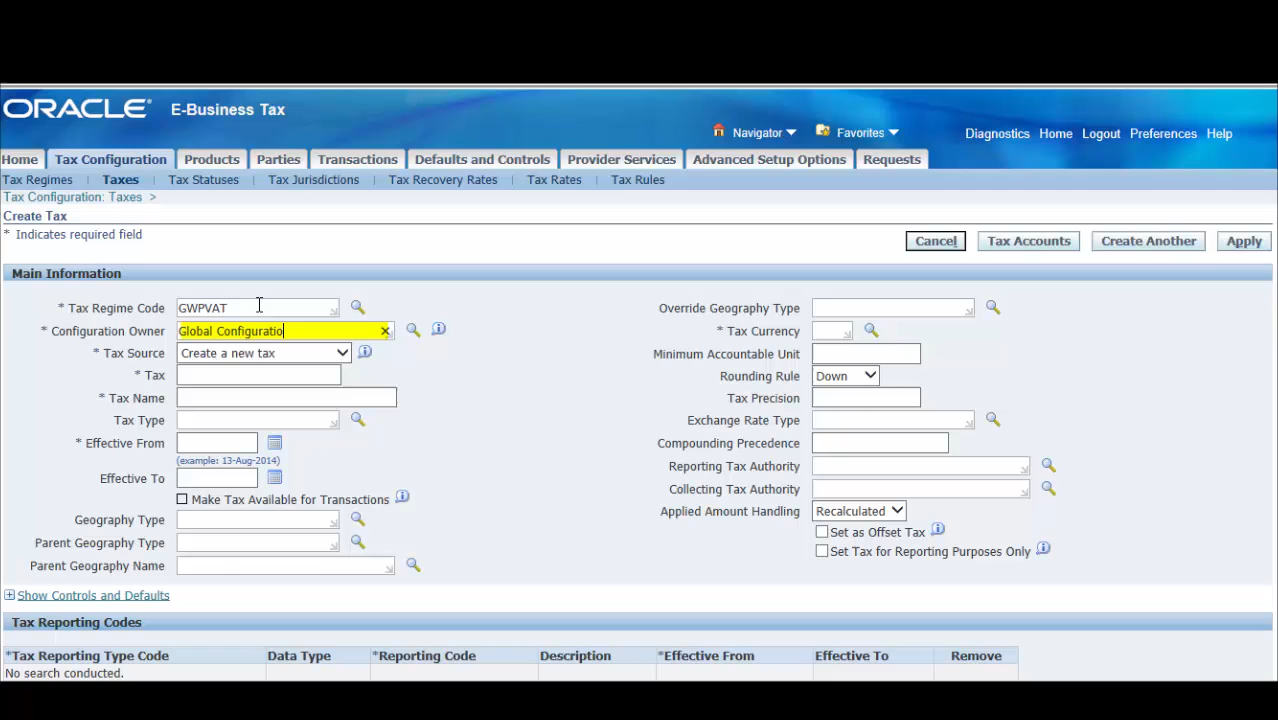 ORACLE® E-Business Tax
Navigator Favorites Diagnostics Home Logout Preferences Help
Home Tax Configuration Products Parties Transactions Defaults and Controls Provider Services Advanced Setup Options Requests
Tax Regimes | Taxes | Tax Statuses | Tax Jurisdictions | Tax Recovery Rates | Tax Rates | Tax Rules
Tax Configuration: Taxes >
Create Tax
* Indicates required field
Cancel Tax Accounts Create Another Apply
Main Information
* Tax Regime Code GWPVAT
* Configuration Owner Global Configuratio
* Tax Source Create a new tax
* Tax
* Tax Name
Tax Type
* Effective From
(example: 13-Aug-2014)
Effective To
Make Tax Available for Transactions
Geography Type
Parent Geography Type
Parent Geography Name
Override Geography Type
* Tax Currency
Minimum Accountable Unit
Rounding Rule Down
Tax Precision
Exchange Rate Type
Compounding Precedence
Reporting Tax Authority
Collecting Tax Authority
Applied Amount Handling Recalculated
Set as Offset Tax
Set Tax for Reporting Purposes Only
Show Controls and Defaults
Tax Reporting Codes
*Tax Reporting Type Code Data Type *Reporting Code Description *Effective From Effective To Remove
No search conducted.